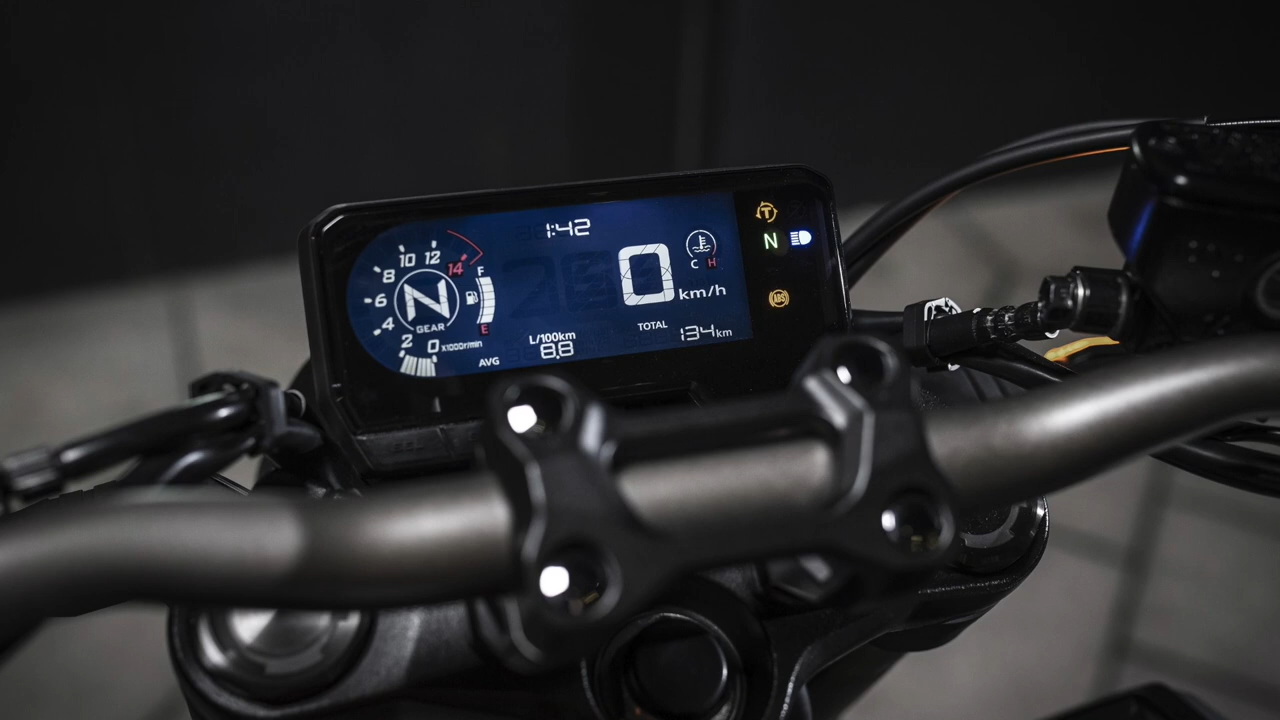 1:42
10 12
8 14
6
4
2 0 x1000r/min
N
GEAR
F
E
AVG
L/100km
8.8
0 km/h
C H
TOTAL
134km
T
N
ABS